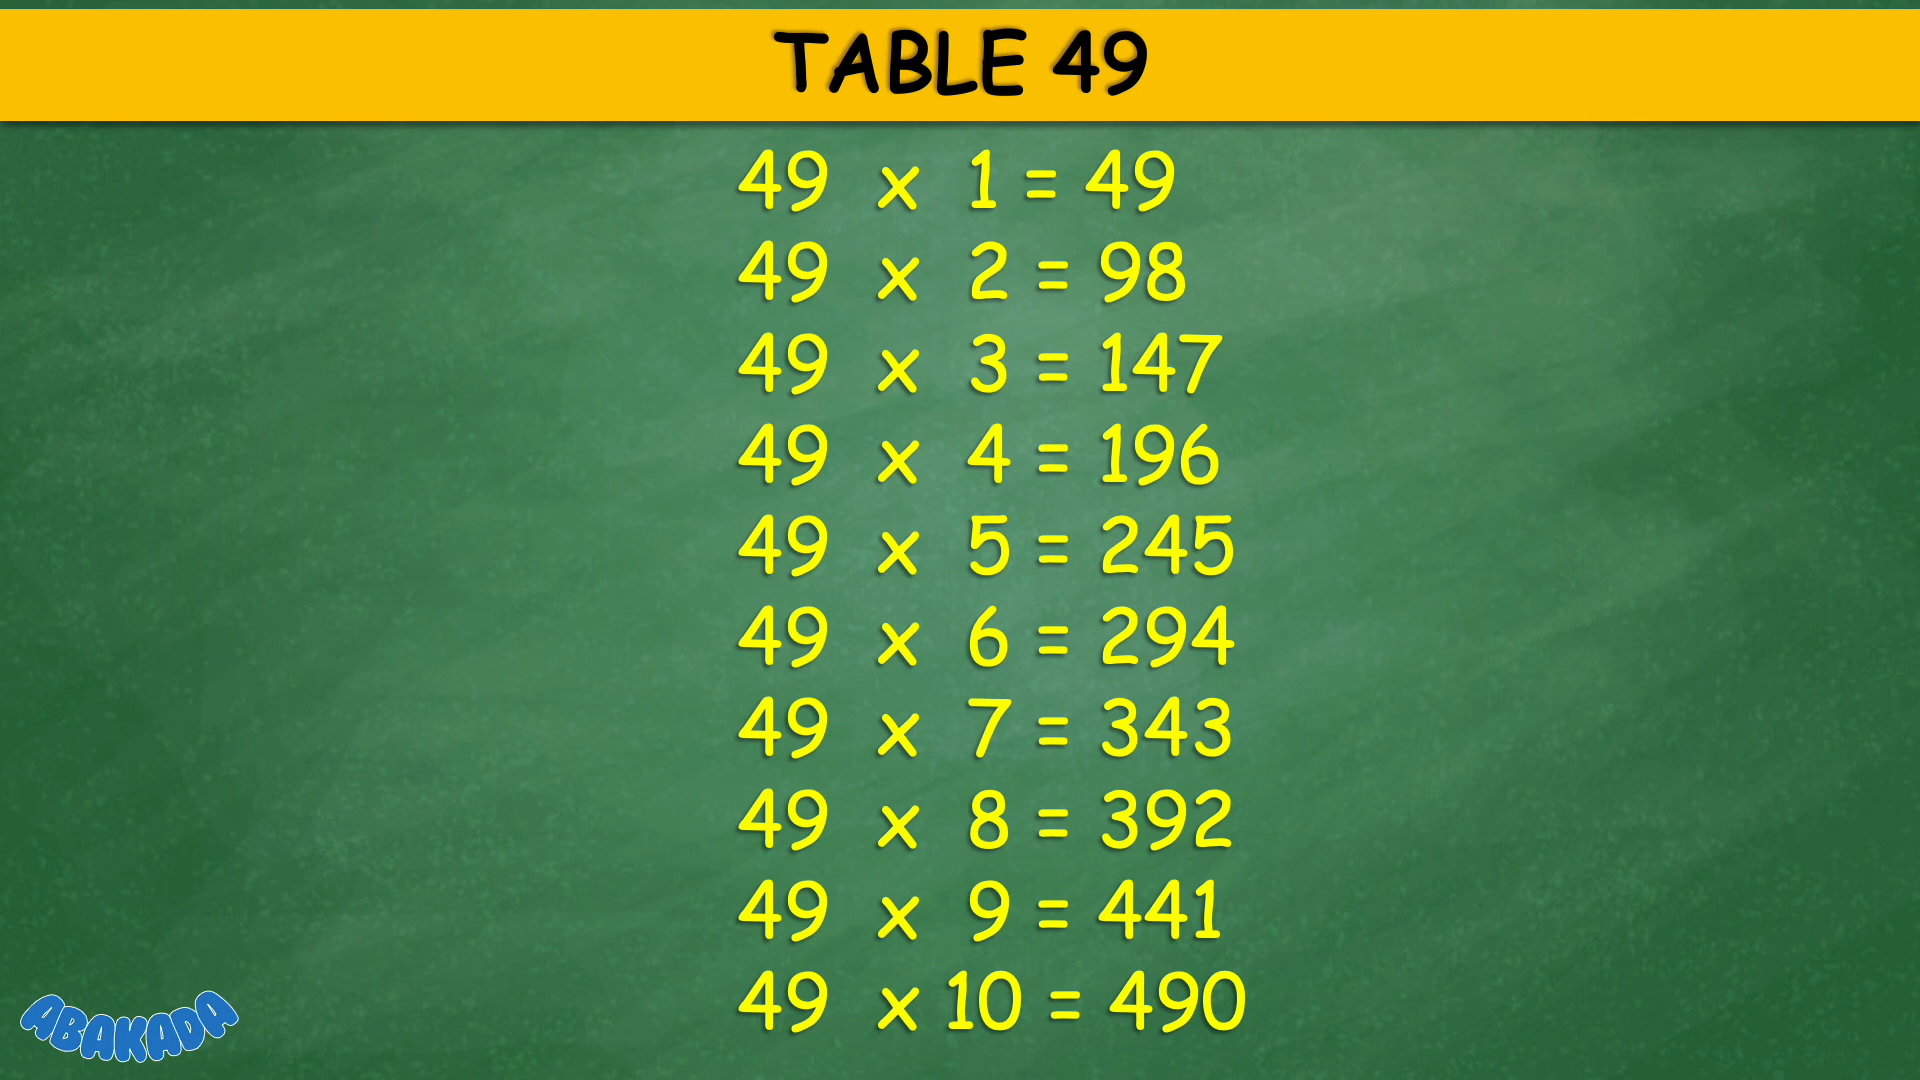 TABLE 49
49 x 1 = 49
49 x 2 = 98
49 x 3 = 147
49 x 4 = 196
49 x 5 = 245
49 x 6 = 294
49 x 7 = 343
49 x 8 = 392
49 x 9 = 441
49 x 10 = 490
ABAKADA